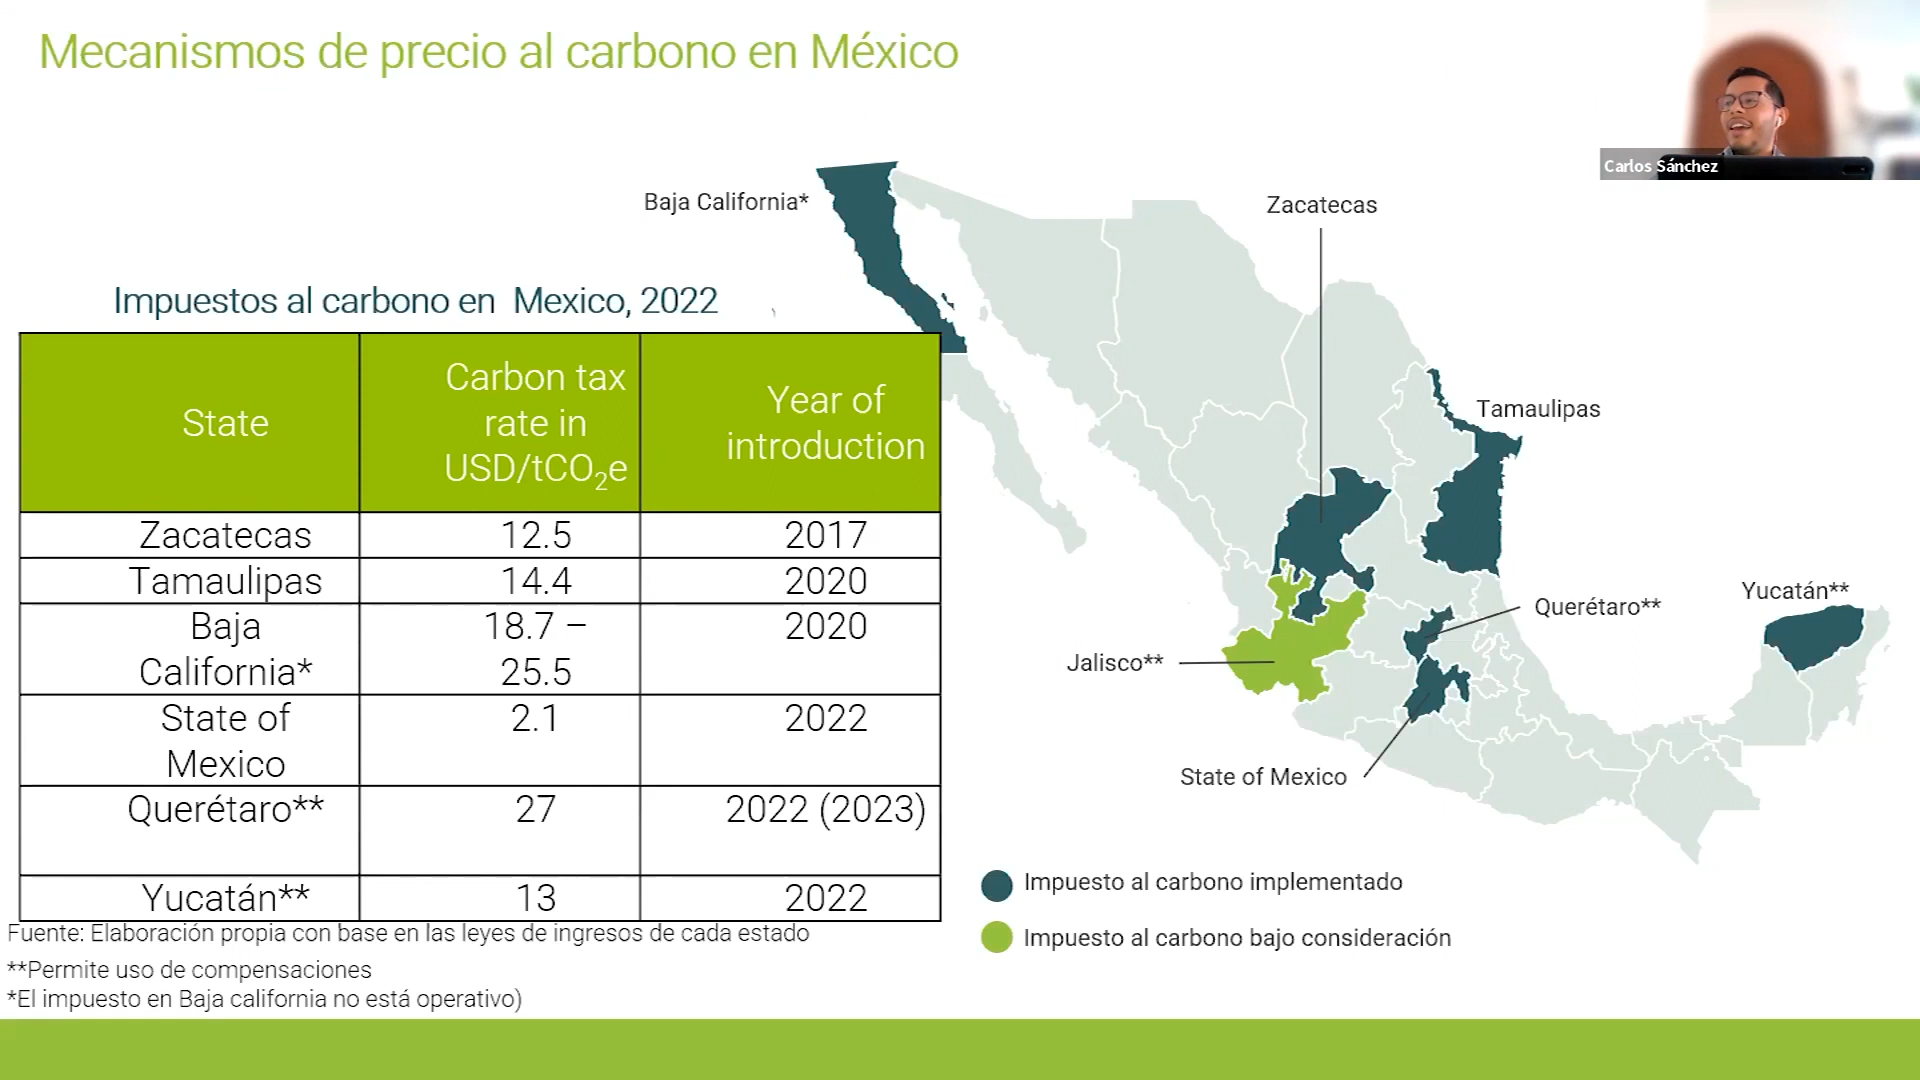 Mecanismos de precio al carbono en México
Carlos Sánchez
Impuestos al carbono en Mexico, 2022
State
Carbon tax
rate in
USD/tCO₂e
Year of
introduction
Zacatecas 12.5 2017
Tamaulipas 14.4 2020
Baja 18.7 – 2020
California* 25.5
State of 2.1 2022
Mexico
Querétaro** 27 2022 (2023)
Yucatán** 13 2022
Fuente: Elaboración propia con base en las leyes de ingresos de cada estado
**Permite uso de compensaciones
*El impuesto en Baja california no está operativo)
Baja California*
Zacatecas
Tamaulipas
Yucatán**
Querétaro**
Jalisco**
State of Mexico
Impuesto al carbono implementado
Impuesto al carbono bajo consideración